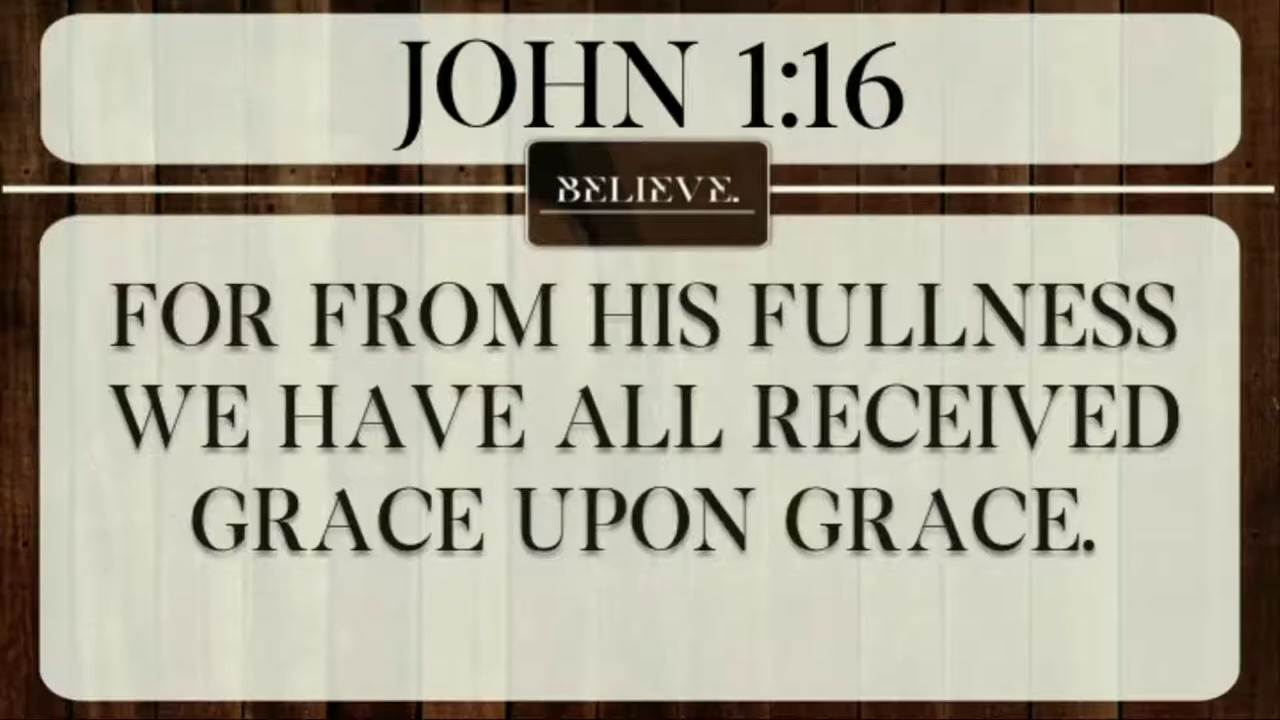 JOHN 1:16
BELIEVE.
FOR FROM HIS FULLNESS
WE HAVE ALL RECEIVED
GRACE UPON GRACE.